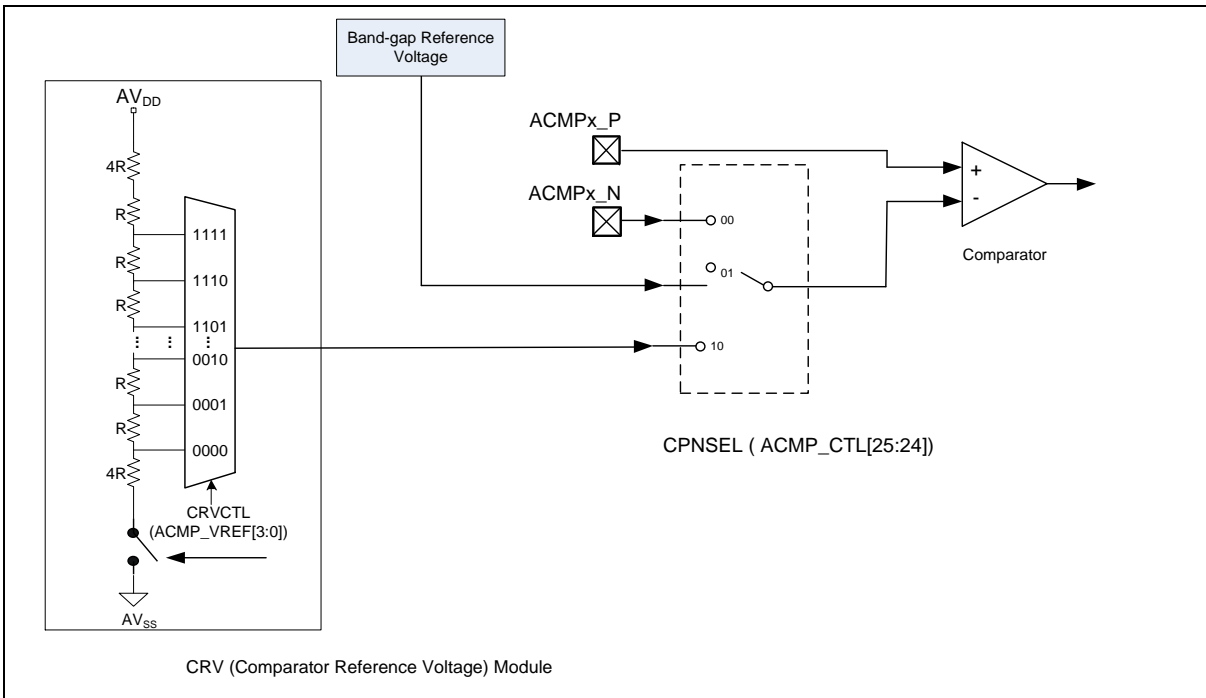 Band-gap Reference
Voltage
AVDD
4R
R
R
R
R
R
4R
1111
1110
1101
⋮ ⋮ ⋮
0010
0001
0000
CRVCTL
(ACMP_VREF[3:0])
AVSS
ACMPx_P
ACMPx_N
00
01
10
+
-
Comparator
CPNSEL ( ACMP_CTL[25:24])
CRV (Comparator Reference Voltage) Module